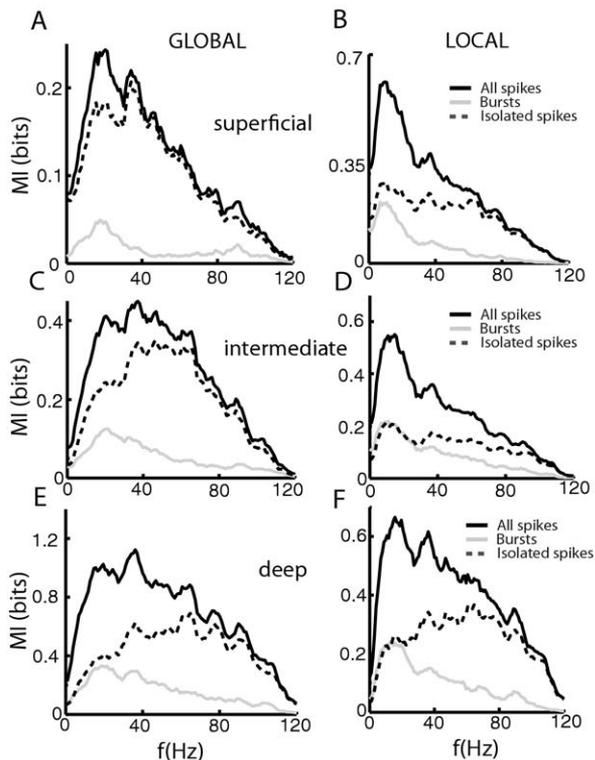 A
GLOBAL
MI (bits)
0.2
0.1
0
superficial
0 40 80 120
B
LOCAL
0.7
0.35
0
All spikes
Bursts
Isolated spikes
0 40 80 120
C
MI (bits)
0.4
0.2
0
intermediate
0 40 80 120
D
0.6
0.4
0.2
0
All spikes
Bursts
Isolated spikes
0 40 80 120
E
MI (bits)
1.2
0.8
0.4
0
deep
0 40 80 120
f(Hz)
F
0.6
0.4
0.2
0
All spikes
Bursts
Isolated spikes
0 40 80 120
f(Hz)